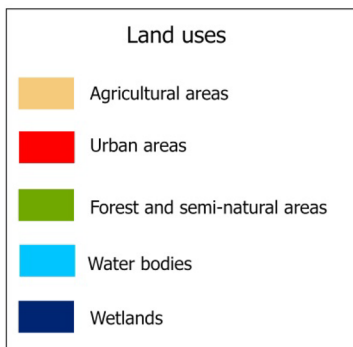 Land uses
Agricultural areas
Urban areas
Forest and semi-natural areas
Water bodies
Wetlands